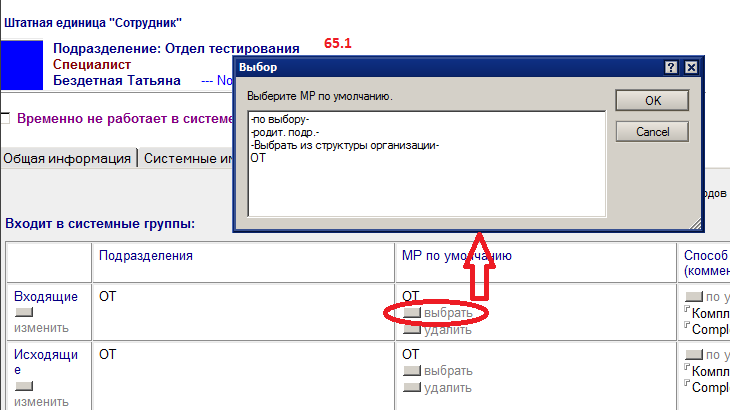 Штатная единица "Сотрудник"
Подразделение: Отдел тестирования 65.1
Специалист
Бездетная Татьяна --- No
Временно не работает в системе
Общая информация Системные им
Выбор
Выберите МР по умолчанию.
-по выбору-
-родит. подр.-
-Выбрать из структуры организации-
ОТ
OK
Cancel
одов
Входит в системные группы:
Подразделения МР по умолчанию Способ
(коммен
Входящие ОТ ОТ по у
выбрать Компл
изменить удалить Compl
Исходящи ОТ ОТ по у
е выбрать Компл
изменить удалить Compl